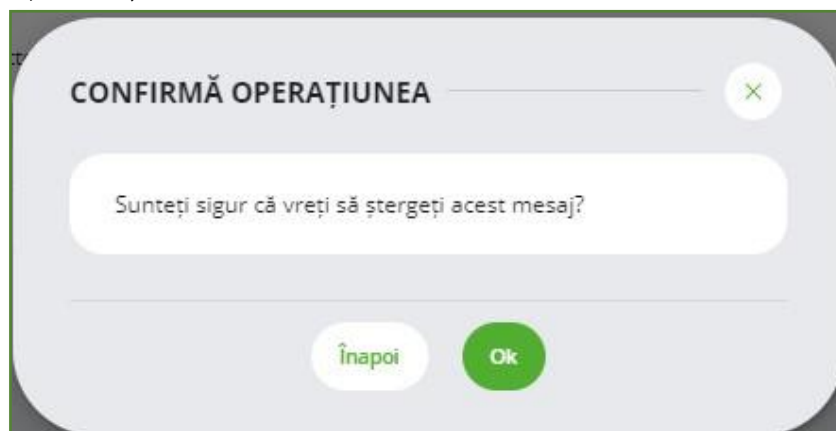 CONFIRMĂ OPERAȚIUNEA
Sunteți sigur că vreți să ștergeți acest mesaj?
Înapoi
Ok